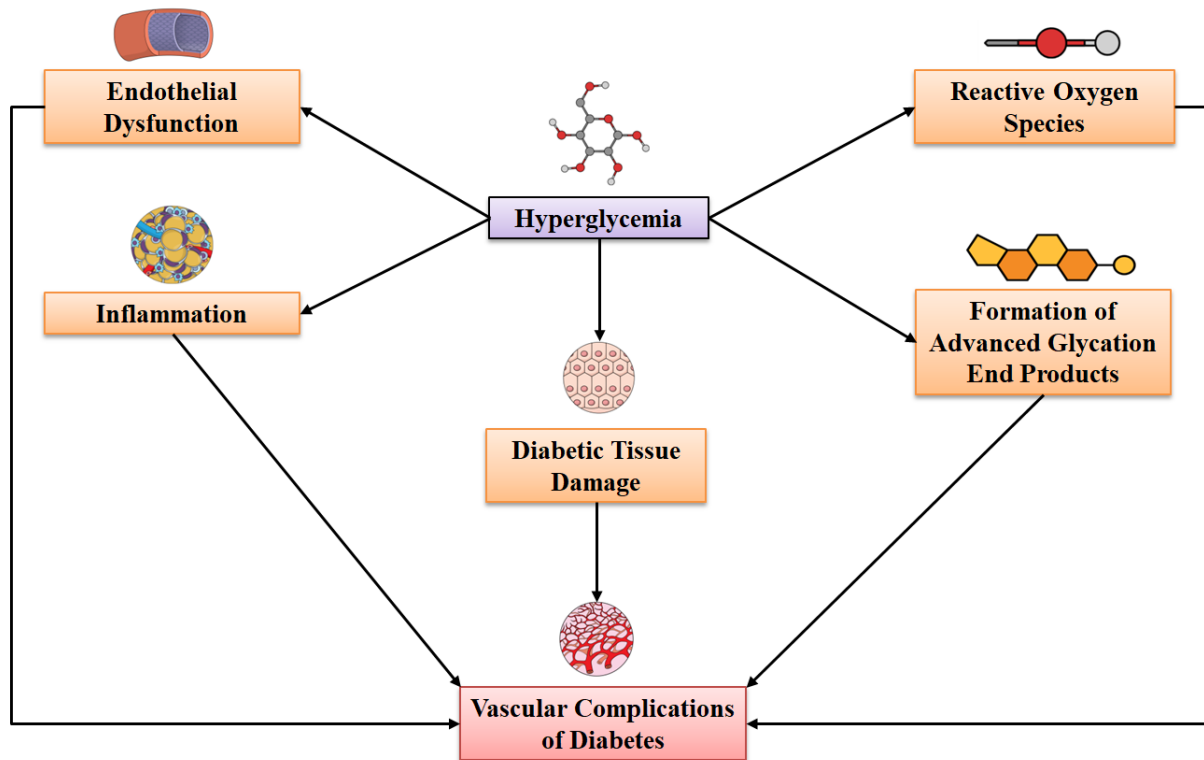 Endothelial
Dysfunction
Reactive Oxygen
Species
Hyperglycemia
Inflammation
Formation of
Advanced Glycation
End Products
Diabetic Tissue
Damage
Vascular Complications
of Diabetes